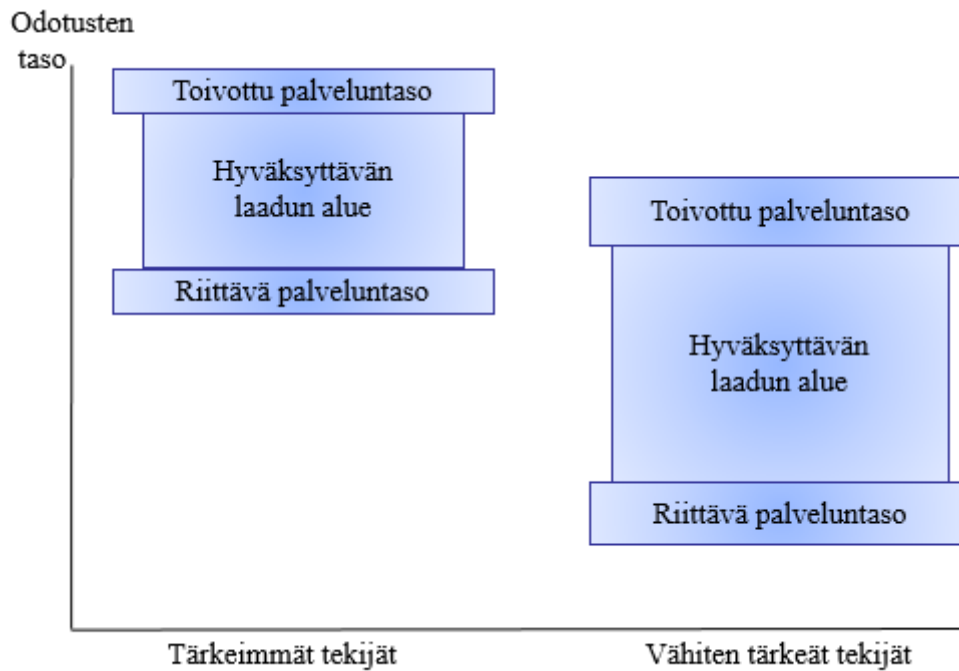 Odotusten
taso
Toivottu palveluntaso
Hyväksyttävän
laadun alue
Riittävä palveluntaso
Toivottu palveluntaso
Hyväksyttävän
laadun alue
Riittävä palveluntaso
Tärkeimmät tekijät
Vähiten tärkeät tekijät